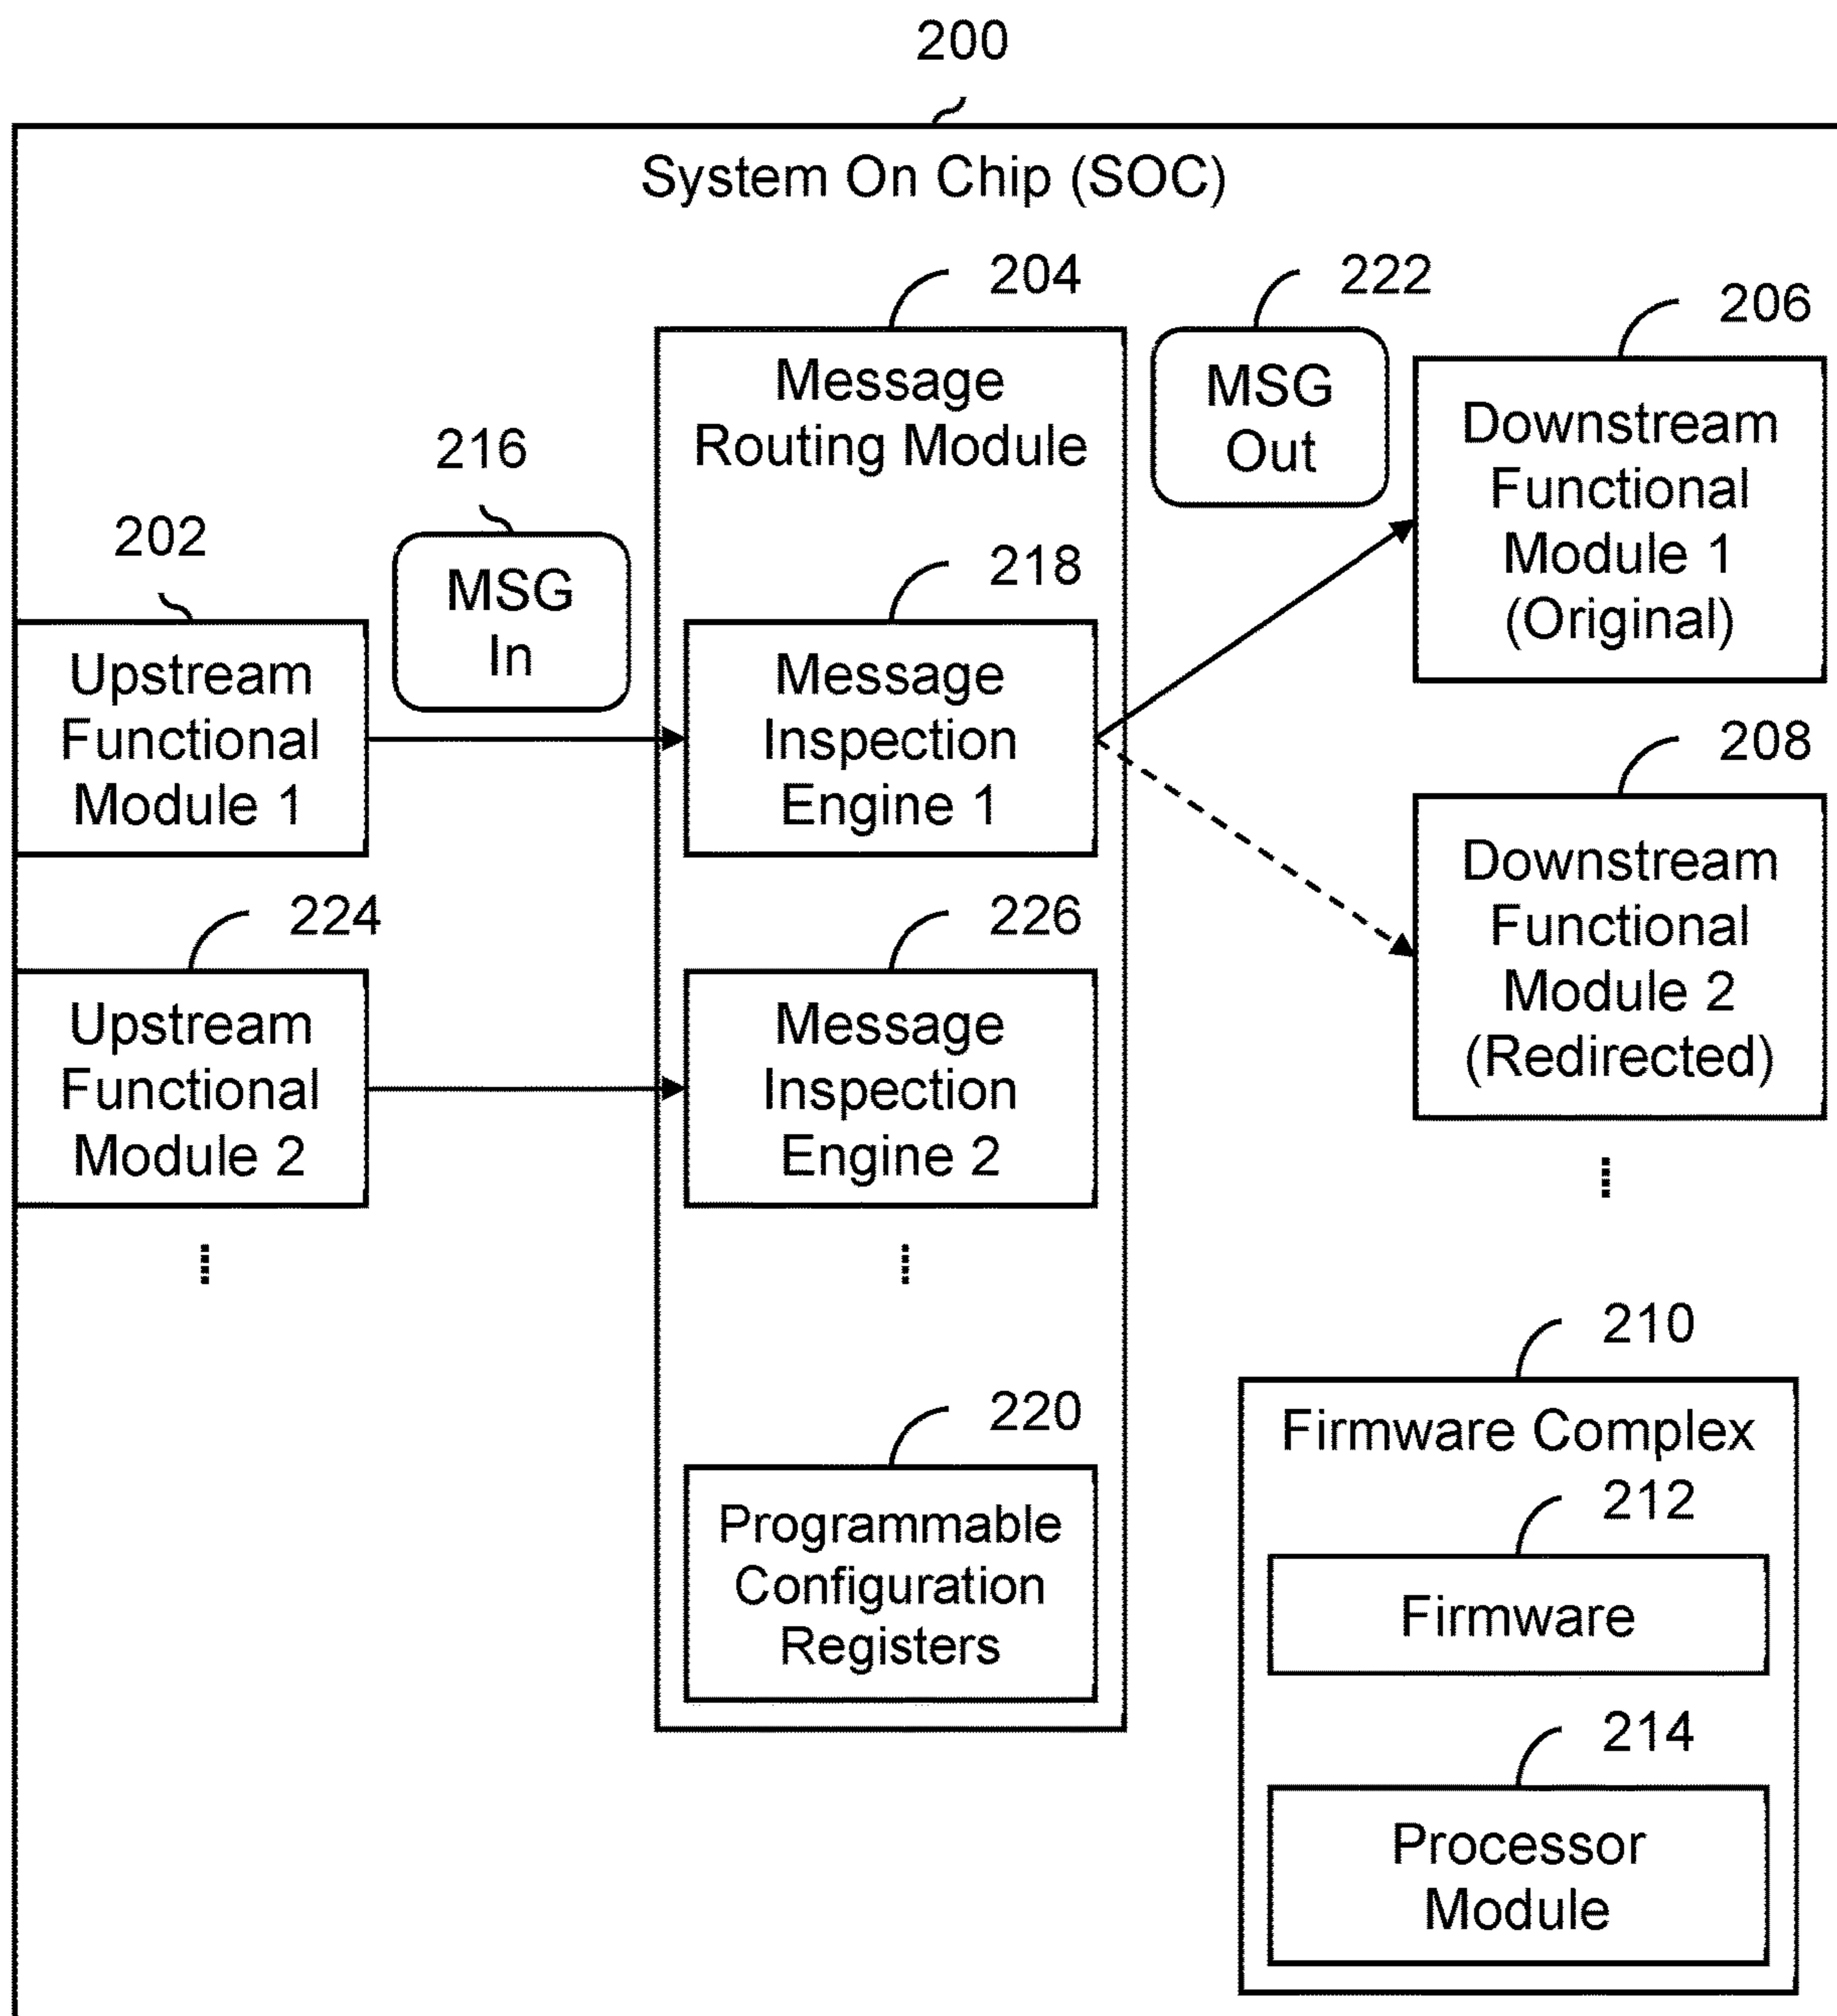 200
System On Chip (SOC)
204
222
206
Message
Routing Module
MSG
Out
Downstream
Functional
Module 1
(Original)
216
MSG
In
202
218
Upstream
Functional
Module 1
Message
Inspection
Engine 1
208
Downstream
Functional
Module 2
(Redirected)
224
226
Upstream
Functional
Module 2
Message
Inspection
Engine 2
210
Firmware Complex
220
Programmable
Configuration
Registers
212
Firmware
214
Processor
Module